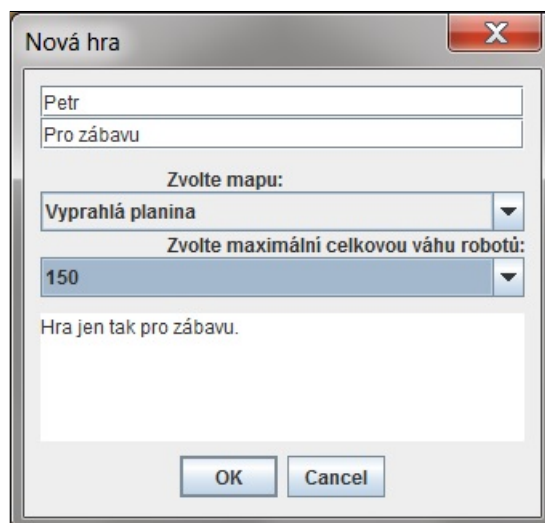 Nová hra
Petr
Pro zábavu
Zvolte mapu:
Vyprahlá planina
Zvolte maximální celkovou váhu robotů:
150
Hra jen tak pro zábavu.
OK
Cancel